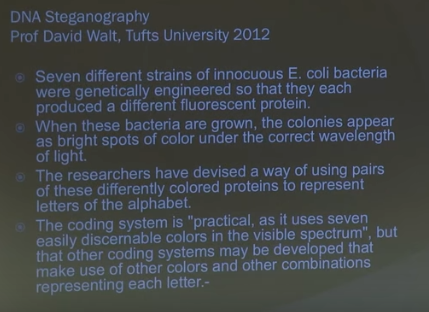 DNA Steganography
Prof David Walt, Tufts University 2012
Seven different strains of innocuous E. coli bacteria
were genetically engineered so that they each
produced a different fluorescent protein.
When these bacteria are grown, the colonies appear
as bright spots of color under the correct wavelength
of light.
The researchers have devised a way of using pairs
of these differently colored proteins to represent
letters of the alphabet.
The coding system is "practical, as it uses seven
easily discernable colors in the visible spectrum", but
that other coding systems may be developed that
make use of other colors and other combinations
representing each letter.-